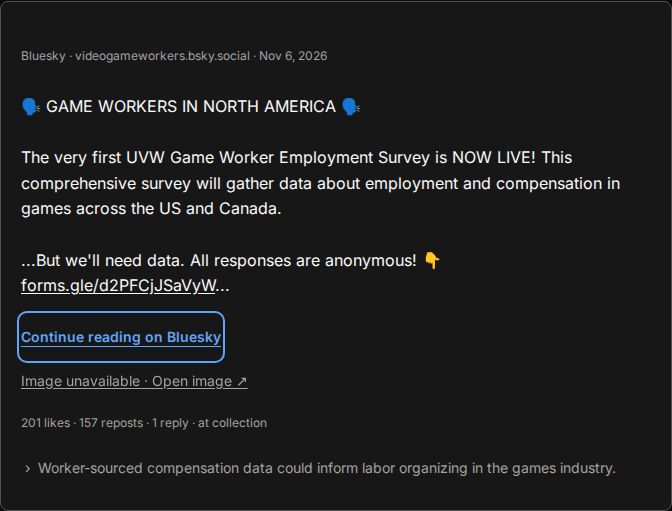 Bluesky · videogameworkers.bsky.social · Nov 6, 2026
🗣️ GAME WORKERS IN NORTH AMERICA 🗣️
The very first UVW Game Worker Employment Survey is NOW LIVE! This
comprehensive survey will gather data about employment and compensation in
games across the US and Canada.
...But we'll need data. All responses are anonymous! 👇
forms.gle/d2PFCjJSaVyW...
Continue reading on Bluesky
Image unavailable · Open image ↗
201 likes · 157 reposts · 1 reply · at collection
› Worker-sourced compensation data could inform labor organizing in the games industry.